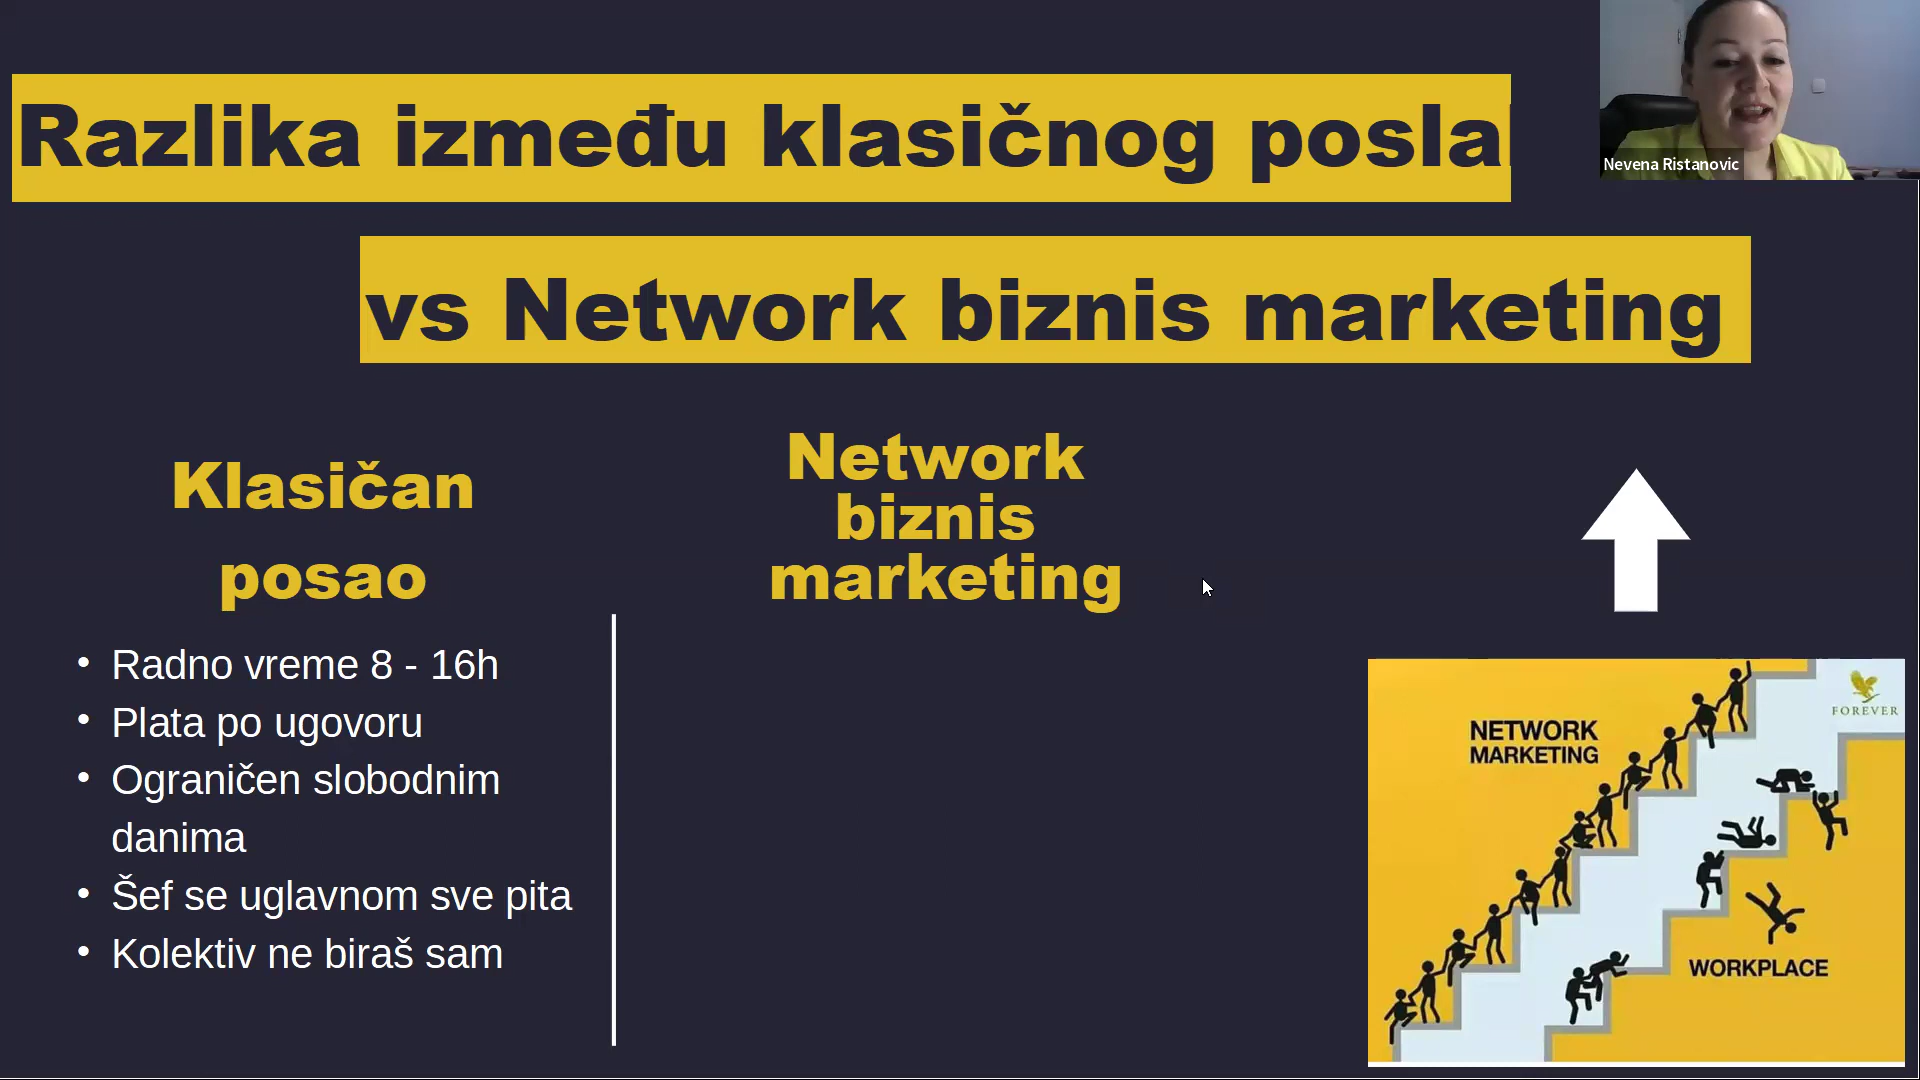 Razlika između klasičnog posla
vs Network biznis marketing
Nevena Ristanovic
Klasičan
posao
• Radno vreme 8 - 16h
• Plata po ugovoru
• Ograničen slobodnim
danima
• Šef se uglavnom sve pita
• Kolektiv ne biraš sam
Network
biznis
marketing
NETWORK
MARKETING
FOREVER
WORKPLACE